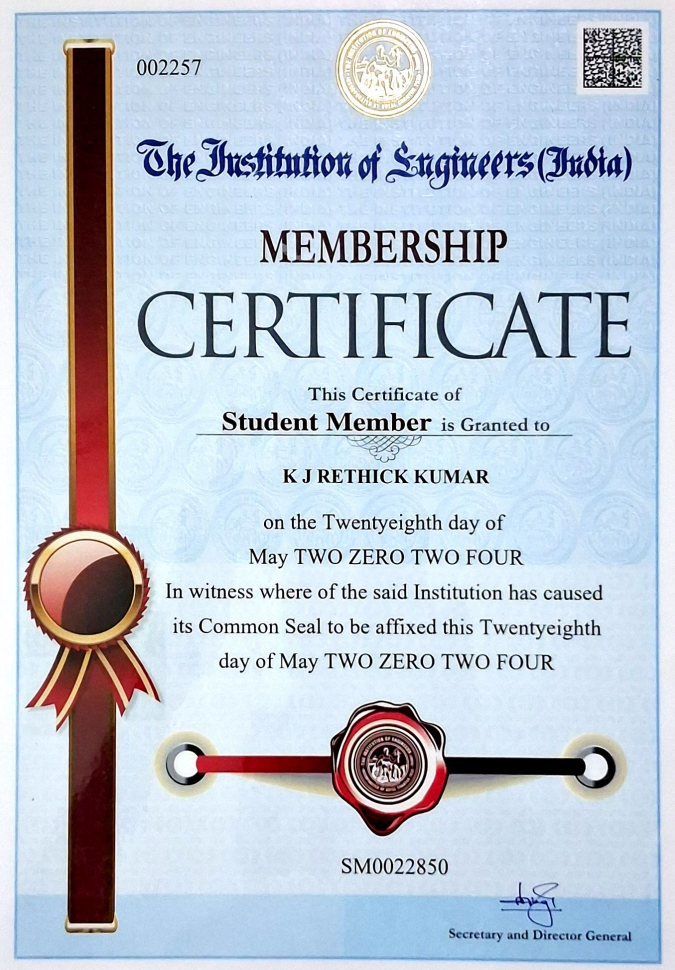 002257
The Institution of Engineers (India)
MEMBERSHIP
CERTIFICATE
This Certificate of
Student Member is Granted to
K J RETHICK KUMAR
on the Twentyeighth day of
May TWO ZERO TWO FOUR
In witness where of the said Institution has caused
its Common Seal to be affixed this Twentyeighth
day of May TWO ZERO TWO FOUR
SM0022850
Secretary and Director General